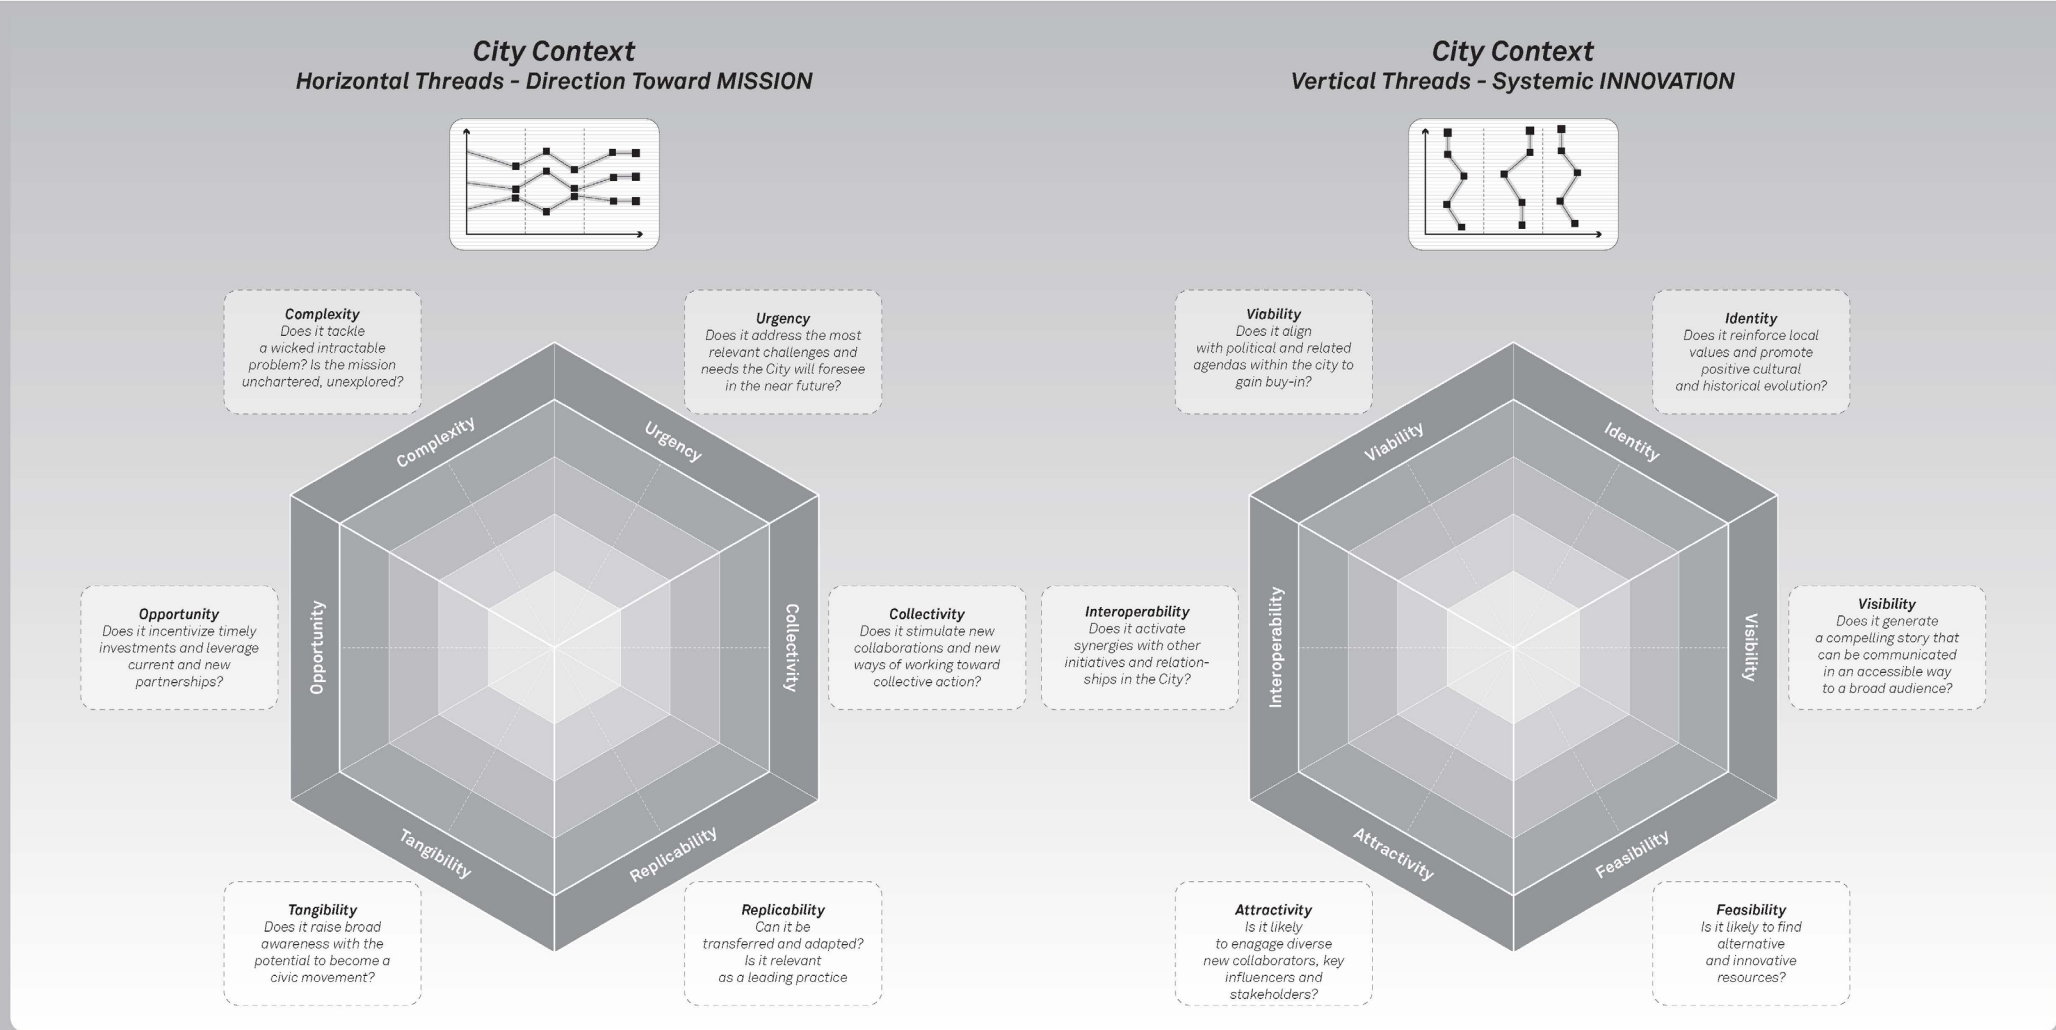 City Context
Horizontal Threads - Direction Toward MISSION
Complexity
Does it tackle
a wicked intractable
problem? Is the mission
unchartered, unexplored?
Urgency
Does it address the most
relevant challenges and
needs the City will foresee
in the near future?
Complexity
Urgency
Opportunity
Does it incentivize timely
investments and leverage
current and new
partnerships?
Opportunity
Collectivity
Collectivity
Does it stimulate new
collaborations and new
ways of working toward
collective action?
Tangibility
Replicability
Tangibility
Does it raise broad
awareness with the
potential to become a
civic movement?
Replicability
Can it be
transferred and adapted?
Is it relevant
as a leading practice
City Context
Vertical Threads - Systemic INNOVATION
Viability
Does it align
with political and related
agendas within the city to
gain buy-in?
Identity
Does it reinforce local
values and promote
positive cultural
and historical evolution?
Viability
Identity
Interoperability
Does it activate
synergies with other
initiatives and relation-
ships in the City?
Interoperability
Visibility
Visibility
Does it generate
a compelling story that
can be communicated
in an accessible way
to a broad audience?
Attractivity
Feasibility
Attractivity
Is it likely
to enagage diverse
new collaborators, key
influencers and
stakeholders?
Feasibility
Is it likely to find
alternative
and innovative
resources?